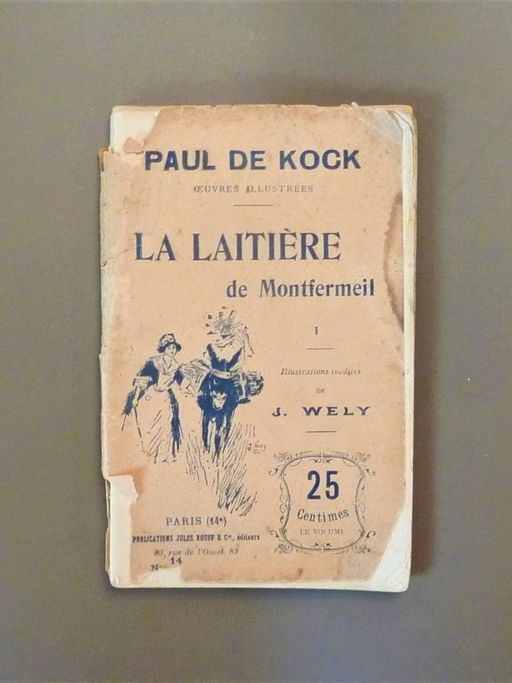 PAUL DE KOCK
ŒUVRES ILLUSTRÉES
LA LAITIÈRE
de Montfermeil
I
Illustrations inédites
DE
J. WELY
25
Centimes
LE VOLUME
PARIS (14e)
PUBLICATIONS JULES ROUFF & Cie, éditeurs
83, rue de l'Ouest, 83
No 14